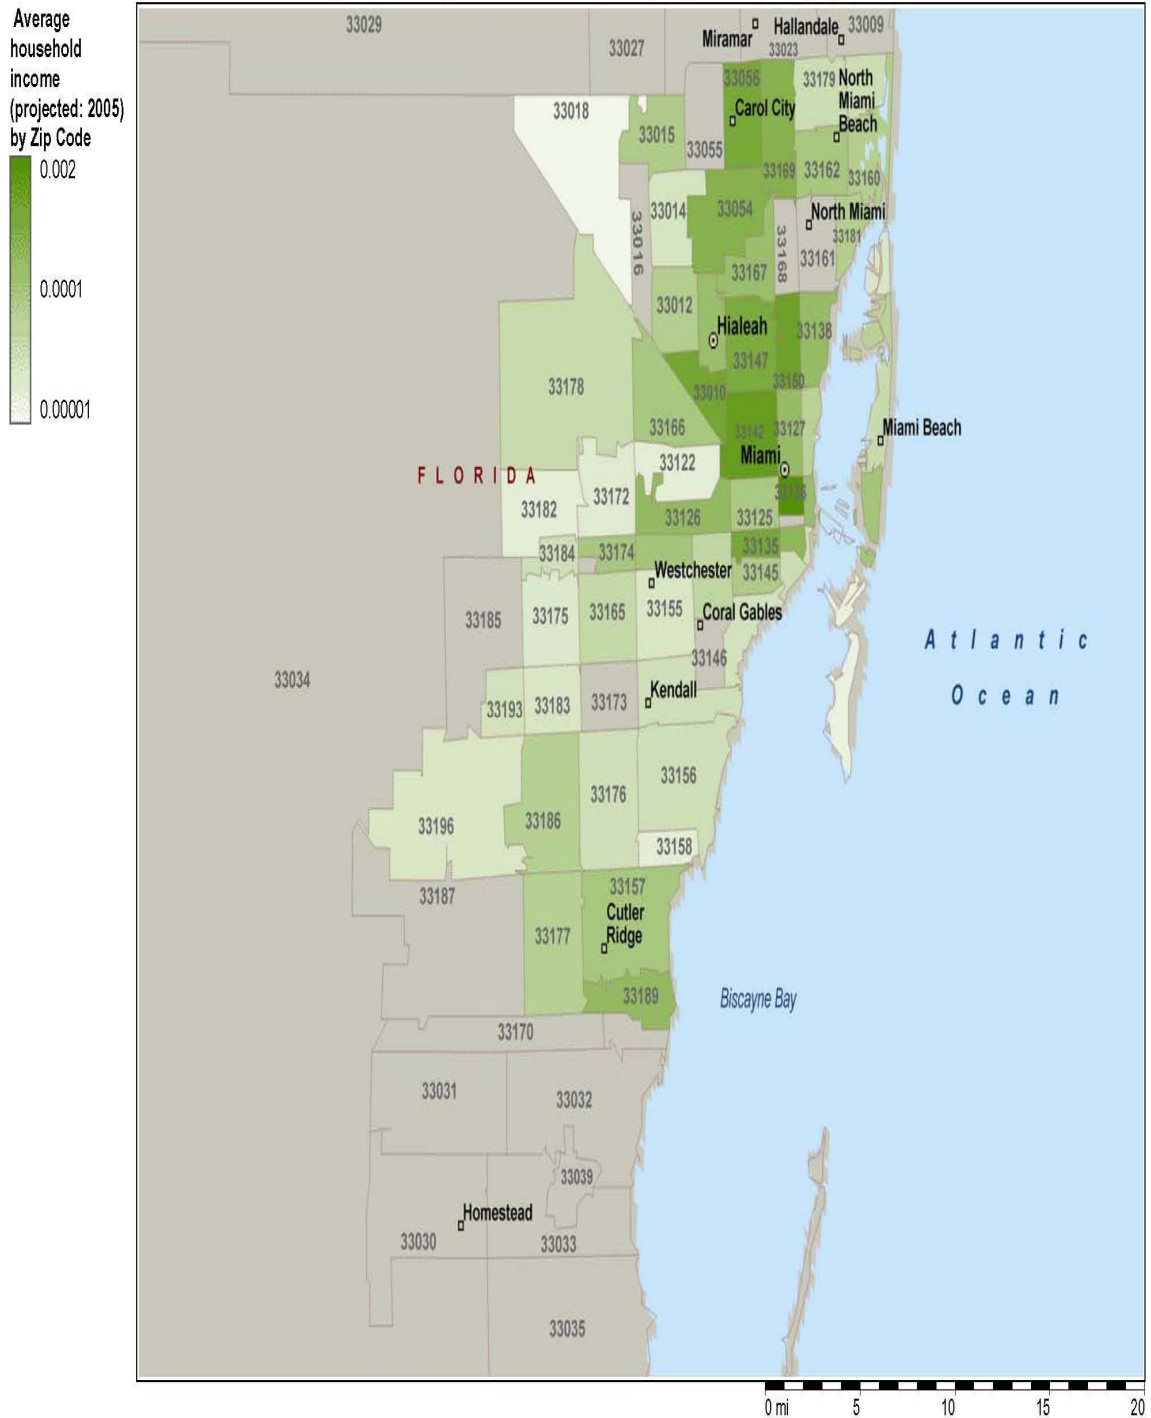 Average
household
income
(projected: 2005)
by Zip Code
0.002
0.0001
0.00001
33029
33027
Miramar
Hallandale
33009
33023
33056
33179
North
Miami
Beach
Carol City
33018
33015
33055
33169
33162
33160
33014
33016
33054
33168
North Miami
33181
33161
33167
33012
Hialeah
33138
33147
33178
33010
33150
33166
33142
33127
Miami Beach
Miami
33122
FLORIDA
33172
33182
33126
33125
33136
33184
33174
33135
Westchester
33145
33185
33175
33165
33155
Coral Gables
33146
Atlantic
Ocean
33034
33193
33183
33173
Kendall
33156
33176
33196
33186
33158
33187
33157
Cutler
Ridge
33177
33189
Biscayne Bay
33170
33031
33032
33039
Homestead
33030
33033
33035
0 mi 5 10 15 20